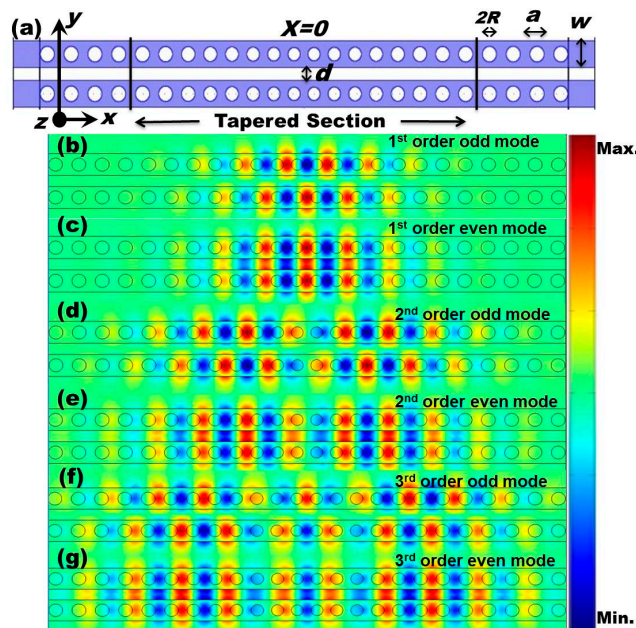 (a) y X=0 2R a w
d
z x Tapered Section
(b) 1st order odd mode Max.
(c) 1st order even mode
(d) 2nd order odd mode
(e) 2nd order even mode
(f) 3rd order odd mode
(g) 3rd order even mode
Min.